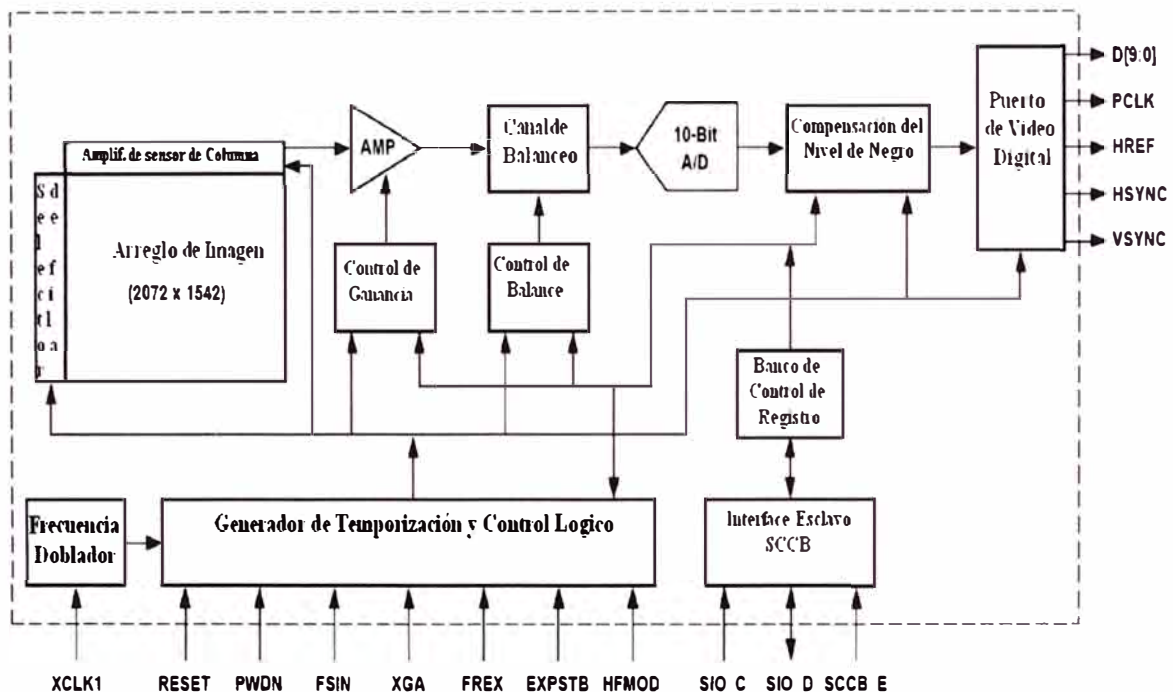 D[9:0]
PCLK
HREF
HSYNC
VSYNC
Puerto
de Video
Digital
Compensación del
Nivel de Negro
10-Bit
A/D
Canal de
Balanceo
AMP
Amplif. de sensor de Columna
Selector
de fila
Arreglo de Imagen
(2072 x 1542)
Control de
Ganancia
Control de
Balance
Banco de
Control de
Registro
Frecuencia
Doblador
Generador de Temporización y Control Logico
Interface Esclavo
SCCB
XCLK1
RESET
PWDN
FSIN
XGA
FREX
EXPSTB
HFMOD
SIO C
SIO D
SCCB E